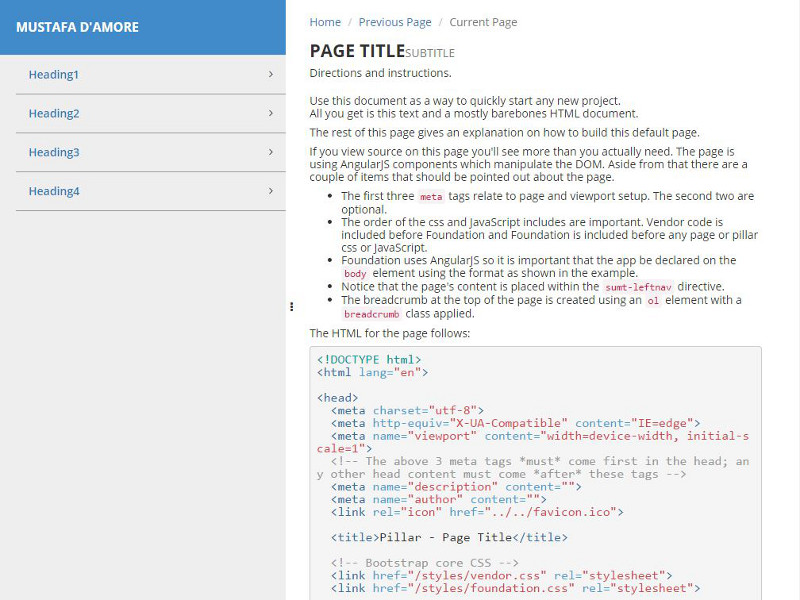 MUSTAFA D'AMORE
Heading1
Heading2
Heading3
Heading4
Home / Previous Page / Current Page
PAGE TITLESUBTITLE
Directions and instructions.
Use this document as a way to quickly start any new project.
All you get is this text and a mostly barebones HTML document.
The rest of this page gives an explanation on how to build this default page.
If you view source on this page you'll see more than you actually need. The page is
using AngularJS components which manipulate the DOM. Aside from that there are a
couple of items that should be pointed out about the page.
• The first three meta tags relate to page and viewport setup. The second two are
optional.
• The order of the css and JavaScript includes are important. Vendor code is
included before Foundation and Foundation is included before any page or pillar
css or JavaScript.
• Foundation uses AngularJS so it is important that the app be declared on the
body element using the format as shown in the example.
• Notice that the page's content is placed within the sumt-leftnav directive.
• The breadcrumb at the top of the page is created using an ol element with a
breadcrumb class applied.
The HTML for the page follows:
<!DOCTYPE html>
<html lang="en">
<head>
<meta charset="utf-8">
<meta http-equiv="X-UA-Compatible" content="IE=edge">
<meta name="viewport" content="width=device-width, initial-s
cale=1">
<!-- The above 3 meta tags *must* come first in the head; an
y other head content must come *after* these tags -->
<meta name="description" content="">
<meta name="author" content="">
<link rel="icon" href="../../favicon.ico">
<title>Pillar - Page Title</title>
<!-- Bootstrap core CSS -->
<link href="/styles/vendor.css" rel="stylesheet">
<link href="/styles/foundation.css" rel="stylesheet">